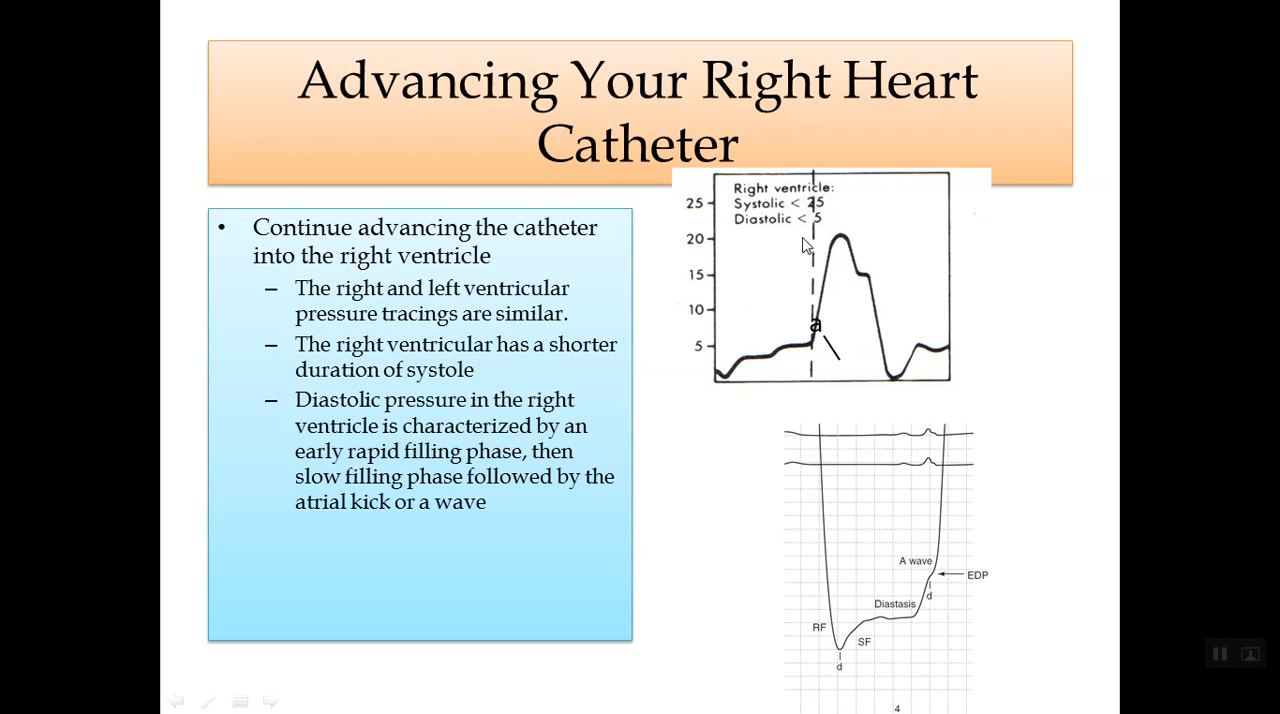 Advancing Your Right Heart
Catheter
• Continue advancing the catheter
into the right ventricle
– The right and left ventricular
pressure tracings are similar.
– The right ventricular has a shorter
duration of systole
– Diastolic pressure in the right
ventricle is characterized by an
early rapid filling phase, then
slow filling phase followed by the
atrial kick or a wave
Right ventricle:
Systolic < 25
Diastolic < 5
25
20
15
10
5
a
A wave
EDP
d
Diastasis
RF
SF
d
4